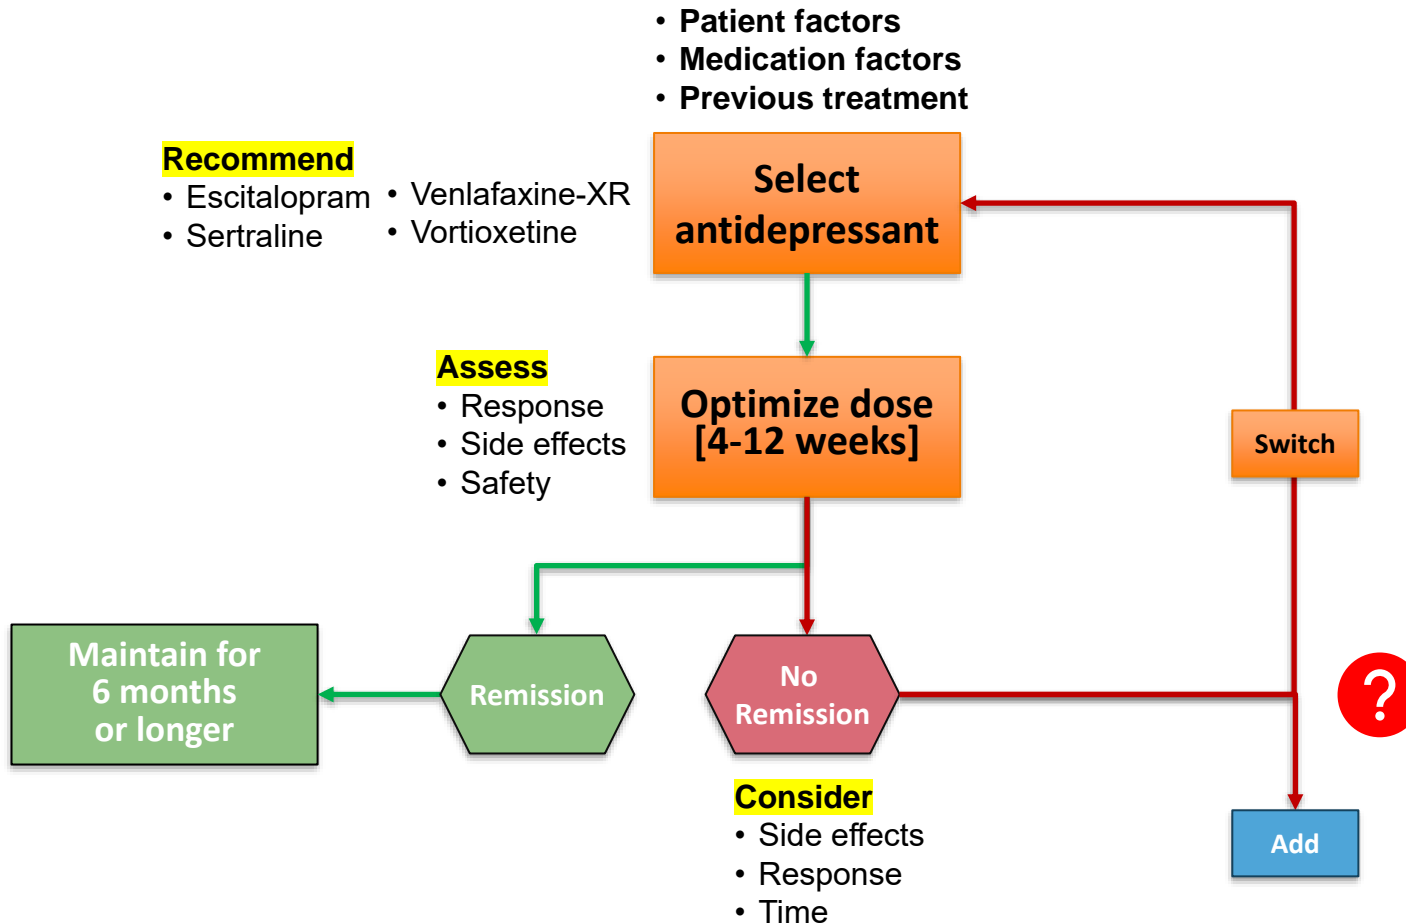 • Patient factors
• Medication factors
• Previous treatment
Recommend
• Escitalopram
• Sertraline
• Venlafaxine-XR
• Vortioxetine
Select
antidepressant
Assess
• Response
• Side effects
• Safety
Optimize dose
[4-12 weeks]
Switch
Maintain for
6 months
or longer
Remission
No
Remission
?
Consider
• Side effects
• Response
• Time
Add